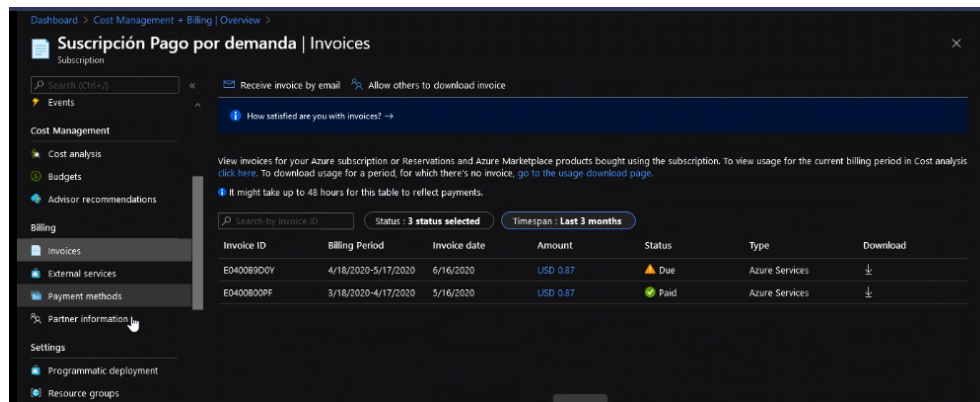 Dashboard > Cost Management + Billing | Overview >
Suscripción Pago por demanda | Invoices
Subscription
Search (Ctrl+/)
Events
Cost Management
Cost analysis
Budgets
Advisor recommendations
Billing
Invoices
External services
Payment methods
Partner information
Settings
Programmatic deployment
Resource groups
Receive invoice by email Allow others to download invoice
How satisfied are you with invoices? →
View invoices for your Azure subscription or Reservations and Azure Marketplace products bought using the subscription. To view usage for the current billing period in Cost analysis
click here. To download usage for a period, for which there's no invoice, go to the usage download page.
It might take up to 48 hours for this table to reflect payments.
Search by invoice ID Status : 3 status selected Timespan : Last 3 months
Invoice ID Billing Period Invoice date Amount Status Type Download
E0400B9D0Y 4/18/2020-5/17/2020 6/16/2020 USD 0.87 Due Azure Services
E0400B00PF 3/18/2020-4/17/2020 5/16/2020 USD 0.87 Paid Azure Services